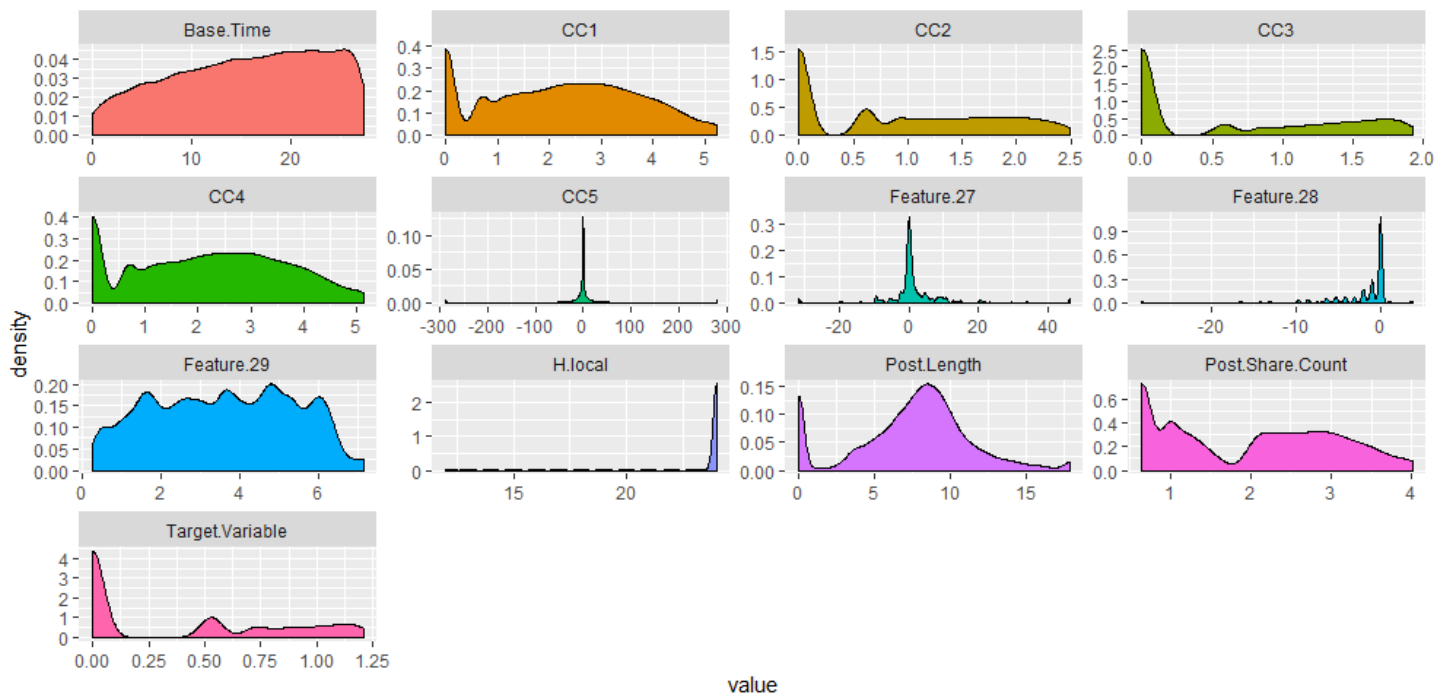 Base.Time CC1 CC2 CC3
0.04 0.03 0.02 0.01 0.00
0 10 20
0.4 0.3 0.2 0.1 0.0
0 1 2 3 4 5
1.5 1.0 0.5 0.0
0.0 0.5 1.0 1.5 2.0 2.5
2.5 2.0 1.5 1.0 0.5 0.0
0.0 0.5 1.0 1.5 2.0
CC4 CC5 Feature.27 Feature.28
0.4 0.3 0.2 0.1 0.0
0 1 2 3 4 5
0.10 0.05 0.00
-300 -200 -100 0 100 200 300
0.3 0.2 0.1 0.0
-20 0 20 40
0.9 0.6 0.3 0.0
-20 -10 0
density
Feature.29 H.local Post.Length Post.Share.Count
0.20 0.15 0.10 0.05 0.00
0 2 4 6
2 1 0
15 20
0.15 0.10 0.05 0.00
0 5 10 15
0.6 0.4 0.2 0.0
1 2 3 4
Target.Variable
4 3 2 1 0
0.00 0.25 0.50 0.75 1.00 1.25
value